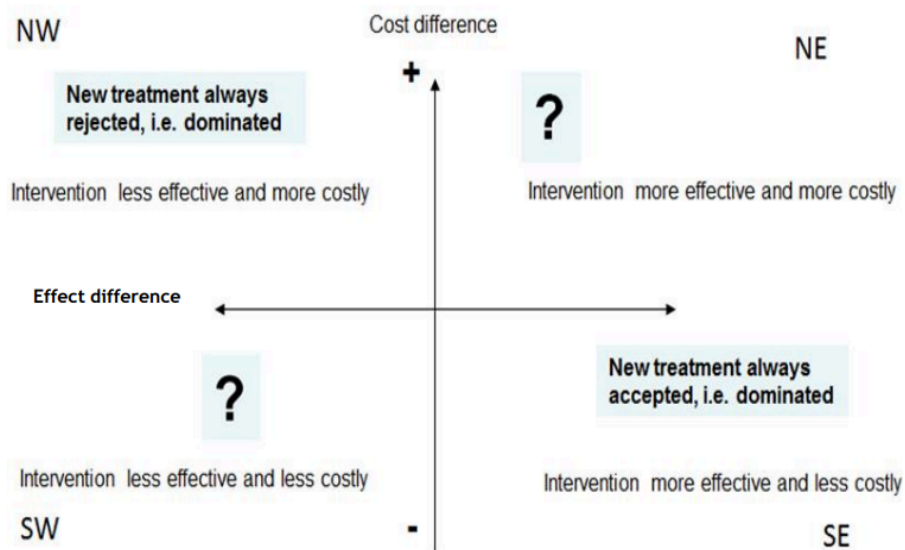 NW
Cost difference
NE
+
New treatment always
rejected, i.e. dominated
?
Intervention less effective and more costly
Intervention more effective and more costly
Effect difference
New treatment always
accepted, i.e. dominated
?
Intervention less effective and less costly
Intervention more effective and less costly
SW
-
SE